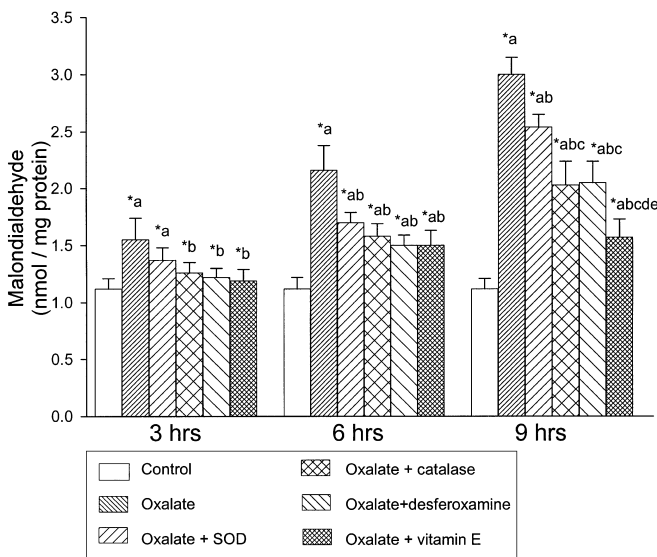 Malondialdehyde
(nmol / mg protein)
3.5
3.0
2.5
2.0
1.5
1.0
0.5
0.0
*a
*a
*b
*b
*b
*a
*ab
*ab
*ab
*ab
*a
*ab
*abc
*abc
*abcde
3 hrs
6 hrs
9 hrs
Control
Oxalate
Oxalate + SOD
Oxalate + catalase
Oxalate+desferoxamine
Oxalate + vitamin E